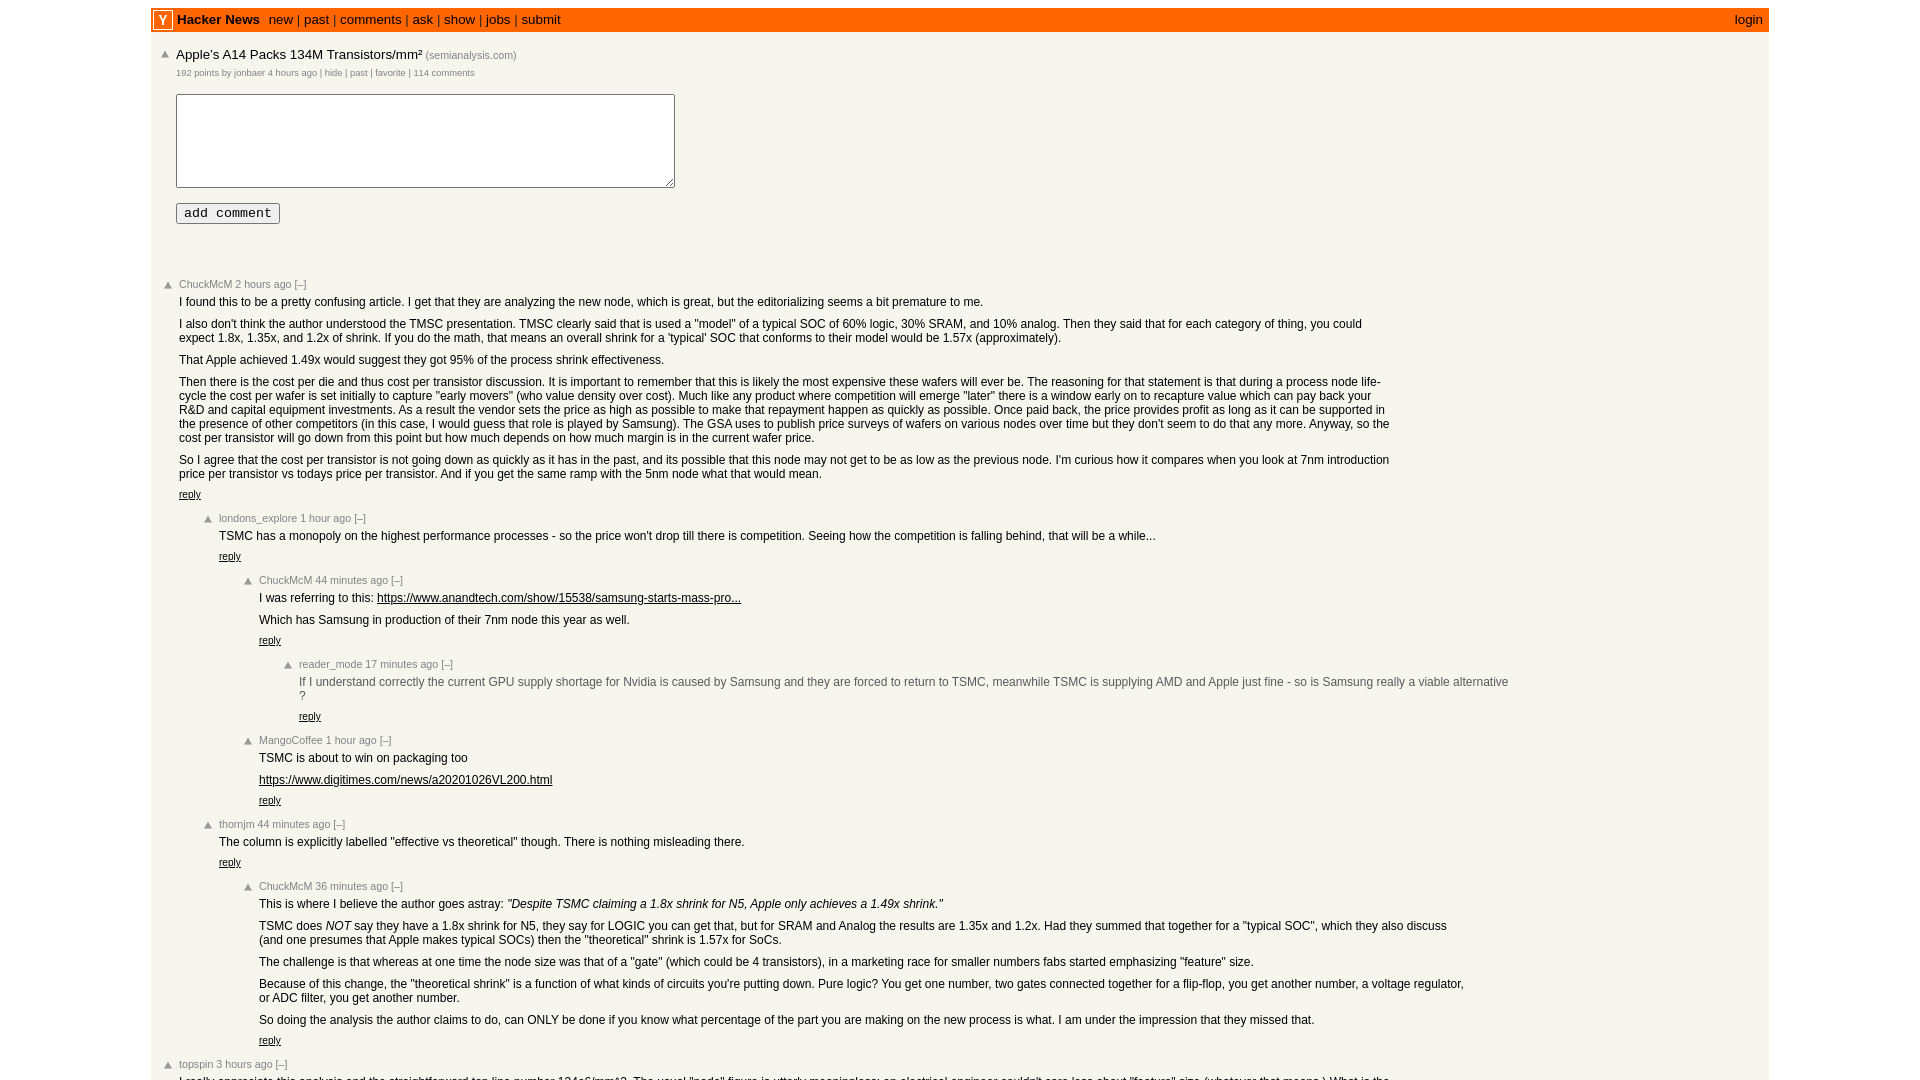 Y Hacker News new | past | comments | ask | show | jobs | submit login
Apple's A14 Packs 134M Transistors/mm² (semianalysis.com)
192 points by jonbaer 4 hours ago | hide | past | favorite | 114 comments
add comment
ChuckMcM 2 hours ago [–]
I found this to be a pretty confusing article. I get that they are analyzing the new node, which is great, but the editorializing seems a bit premature to me.
I also don't think the author understood the TMSC presentation. TMSC clearly said that is used a "model" of a typical SOC of 60% logic, 30% SRAM, and 10% analog. Then they said that for each category of thing, you could
expect 1.8x, 1.35x, and 1.2x of shrink. If you do the math, that means an overall shrink for a 'typical' SOC that conforms to their model would be 1.57x (approximately).
That Apple achieved 1.49x would suggest they got 95% of the process shrink effectiveness.
Then there is the cost per die and thus cost per transistor discussion. It is important to remember that this is likely the most expensive these wafers will ever be. The reasoning for that statement is that during a process node life-
cycle the cost per wafer is set initially to capture "early movers" (who value density over cost). Much like any product where competition will emerge "later" there is a window early on to recapture value which can pay back your
R&D and capital equipment investments. As a result the vendor sets the price as high as possible to make that repayment happen as quickly as possible. Once paid back, the price provides profit as long as it can be supported in
the presence of other competitors (in this case, I would guess that role is played by Samsung). The GSA uses to publish price surveys of wafers on various nodes over time but they don't seem to do that any more. Anyway, so the
cost per transistor will go down from this point but how much depends on how much margin is in the current wafer price.
So I agree that the cost per transistor is not going down as quickly as it has in the past, and its possible that this node may not get to be as low as the previous node. I'm curious how it compares when you look at 7nm introduction
price per transistor vs todays price per transistor. And if you get the same ramp with the 5nm node what that would mean.
reply
londons_explore 1 hour ago [–]
TSMC has a monopoly on the highest performance processes - so the price won't drop till there is competition. Seeing how the competition is falling behind, that will be a while...
reply
ChuckMcM 44 minutes ago [–]
I was referring to this: https://www.anandtech.com/show/15538/samsung-starts-mass-pro...
Which has Samsung in production of their 7nm node this year as well.
reply
reader_mode 17 minutes ago [–]
If I understand correctly the current GPU supply shortage for Nvidia is caused by Samsung and they are forced to return to TSMC, meanwhile TSMC is supplying AMD and Apple just fine - so is Samsung really a viable alternative
?
reply
MangoCoffee 1 hour ago [–]
TSMC is about to win on packaging too
https://www.digitimes.com/news/a20201026VL200.html
reply
thornjm 44 minutes ago [–]
The column is explicitly labelled "effective vs theoretical" though. There is nothing misleading there.
reply
ChuckMcM 36 minutes ago [–]
This is where I believe the author goes astray: "Despite TSMC claiming a 1.8x shrink for N5, Apple only achieves a 1.49x shrink."
TSMC does NOT say they have a 1.8x shrink for N5, they say for LOGIC you can get that, but for SRAM and Analog the results are 1.35x and 1.2x. Had they summed that together for a "typical SOC", which they also discuss
(and one presumes that Apple makes typical SOCs) then the "theoretical" shrink is 1.57x for SoCs.
The challenge is that whereas at one time the node size was that of a "gate" (which could be 4 transistors), in a marketing race for smaller numbers fabs started emphasizing "feature" size.
Because of this change, the "theoretical shrink" is a function of what kinds of circuits you're putting down. Pure logic? You get one number, two gates connected together for a flip-flop, you get another number, a voltage regulator,
or ADC filter, you get another number.
So doing the analysis the author claims to do, can ONLY be done if you know what percentage of the part you are making on the new process is what. I am under the impression that they missed that.
reply
topspin 3 hours ago [–]